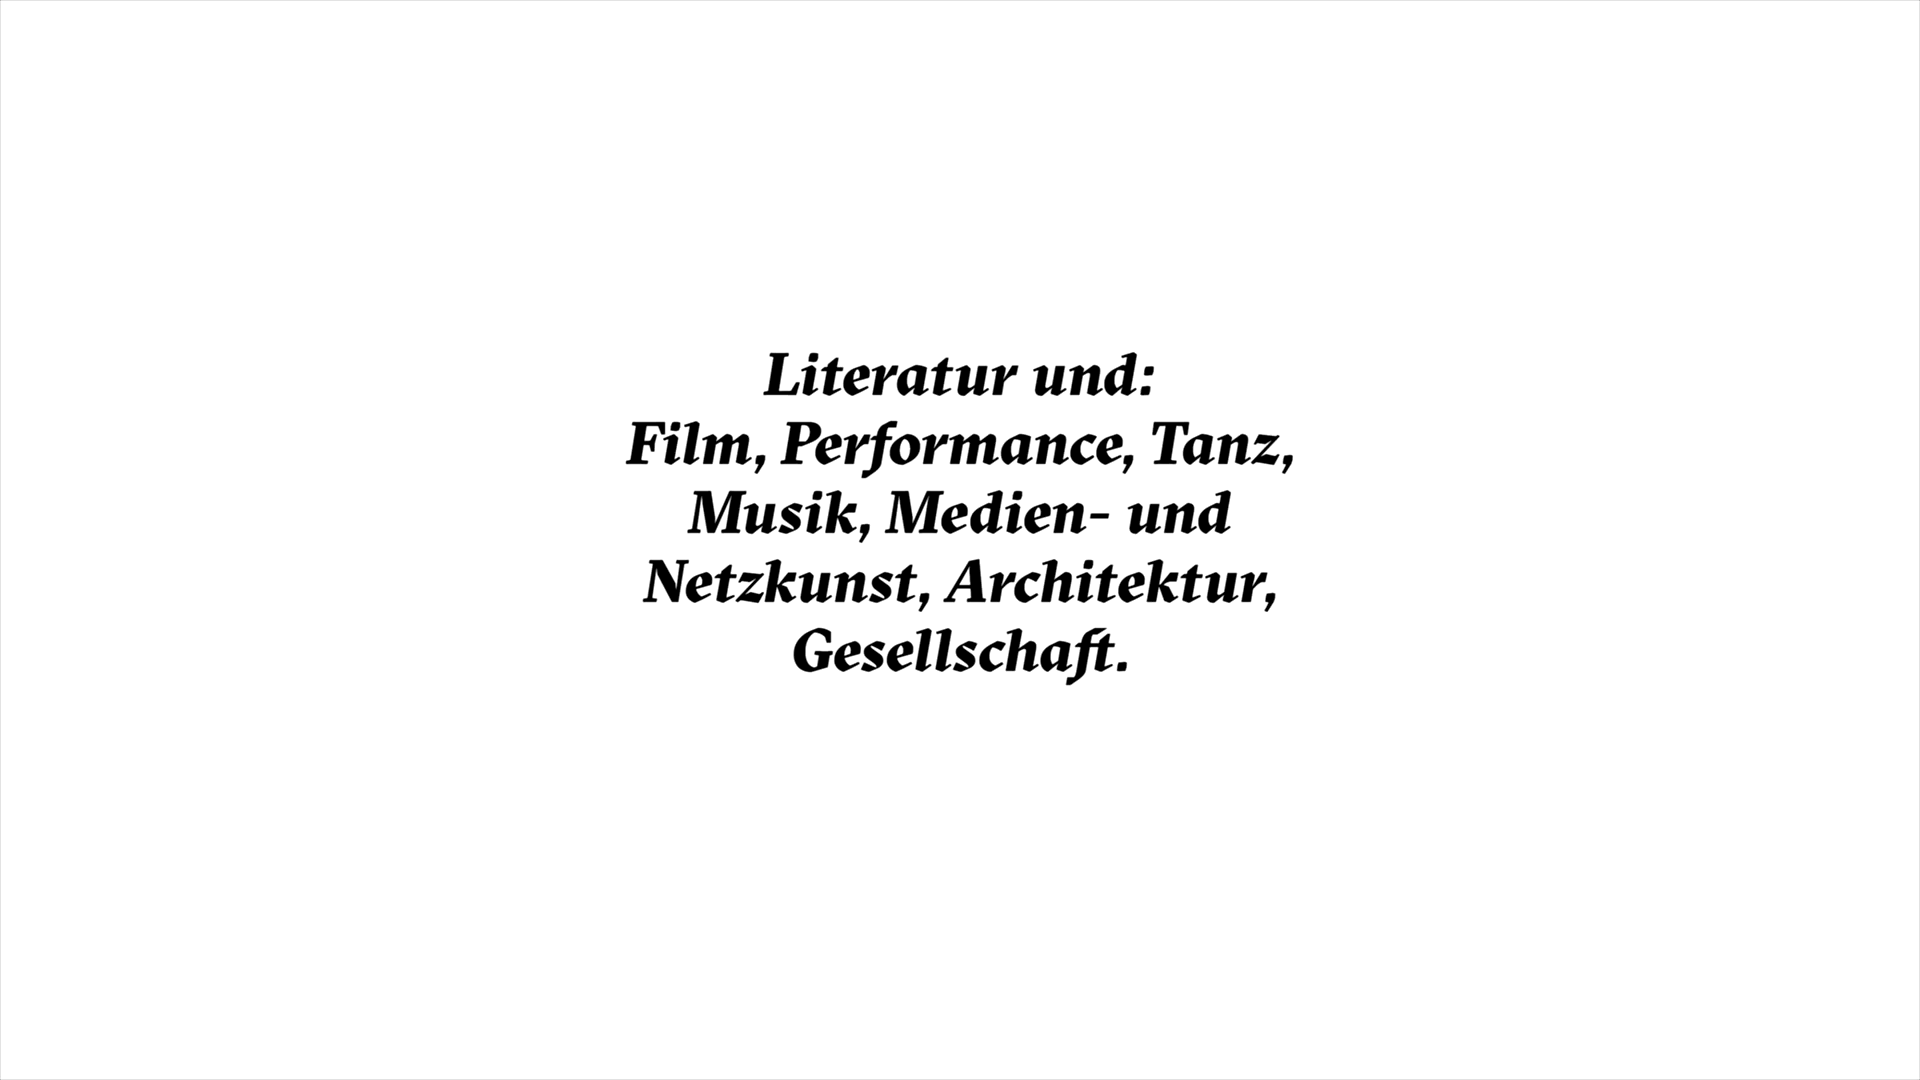 Literatur und:
Film, Performance, Tanz,
Musik, Medien- und
Netzkunst, Architektur,
Gesellschaft.